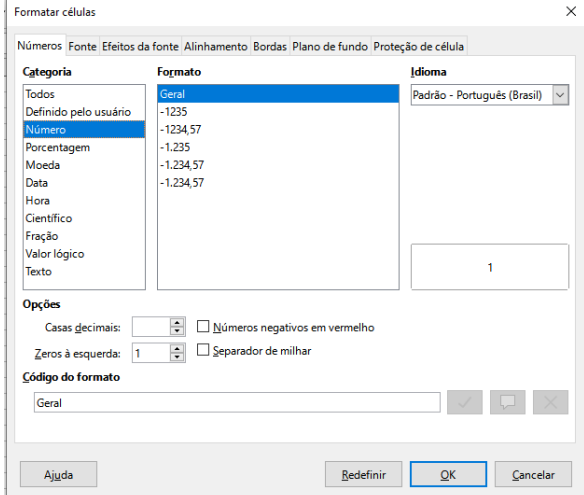 Formatar células
Números Fonte Efeitos da fonte Alinhamento Bordas Plano de fundo Proteção de célula
Categoria
Todos
Definido pelo usuário
Número
Porcentagem
Moeda
Data
Hora
Científico
Fração
Valor lógico
Texto
Formato
Geral
-1235
-1234,57
-1.235
-1.234,57
-1.234,57
Idioma
Padrão - Português (Brasil)
1
Opções
Casas decimais:
Números negativos em vermelho
Zeros à esquerda: 1
Separador de milhar
Código do formato
Geral
Ajuda Redefinir OK Cancelar